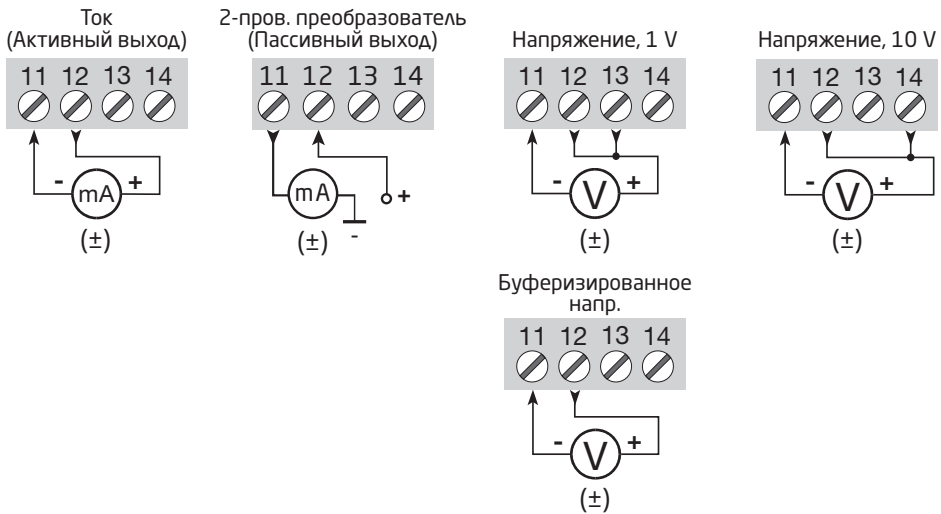 Ток
(Активный выход)
11 12 13 14
- mA +
(±)
2-пров. преобразователь
(Пассивный выход)
11 12 13 14
mA +
(±) -
Напряжение, 1 V
11 12 13 14
- V +
(±)
Напряжение, 10 V
11 12 13 14
- V +
(±)
Буферизированное
напр.
11 12 13 14
- V +
(±)